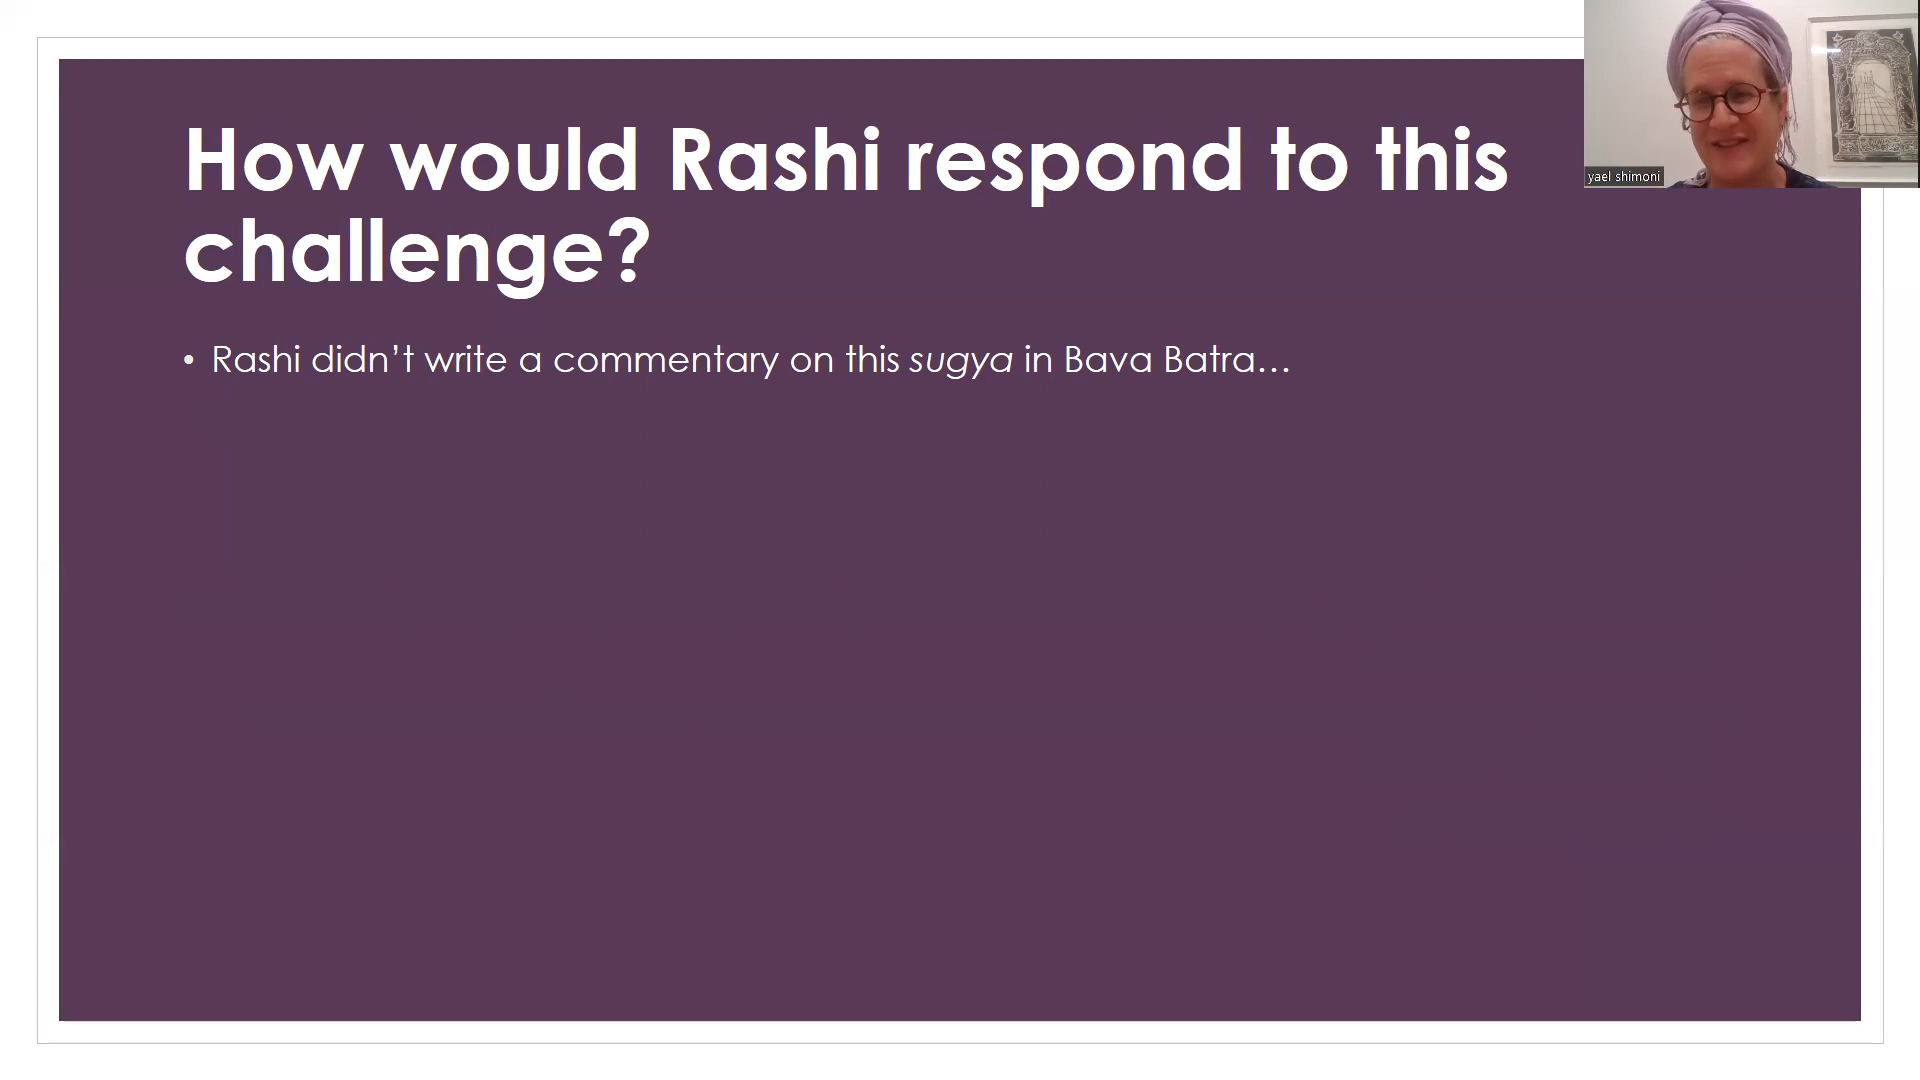 How would Rashi respond to this
challenge?
• Rashi didn’t write a commentary on this sugya in Bava Batra…
yael shimoni